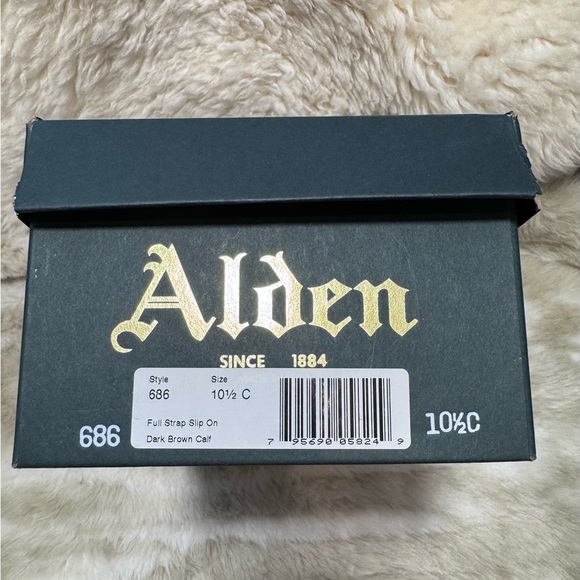 Alden
SINCE 1884
Style Size
686 10½ C
Full Strap Slip On
Dark Brown Calf
7 95690 05824 9
686
10½C